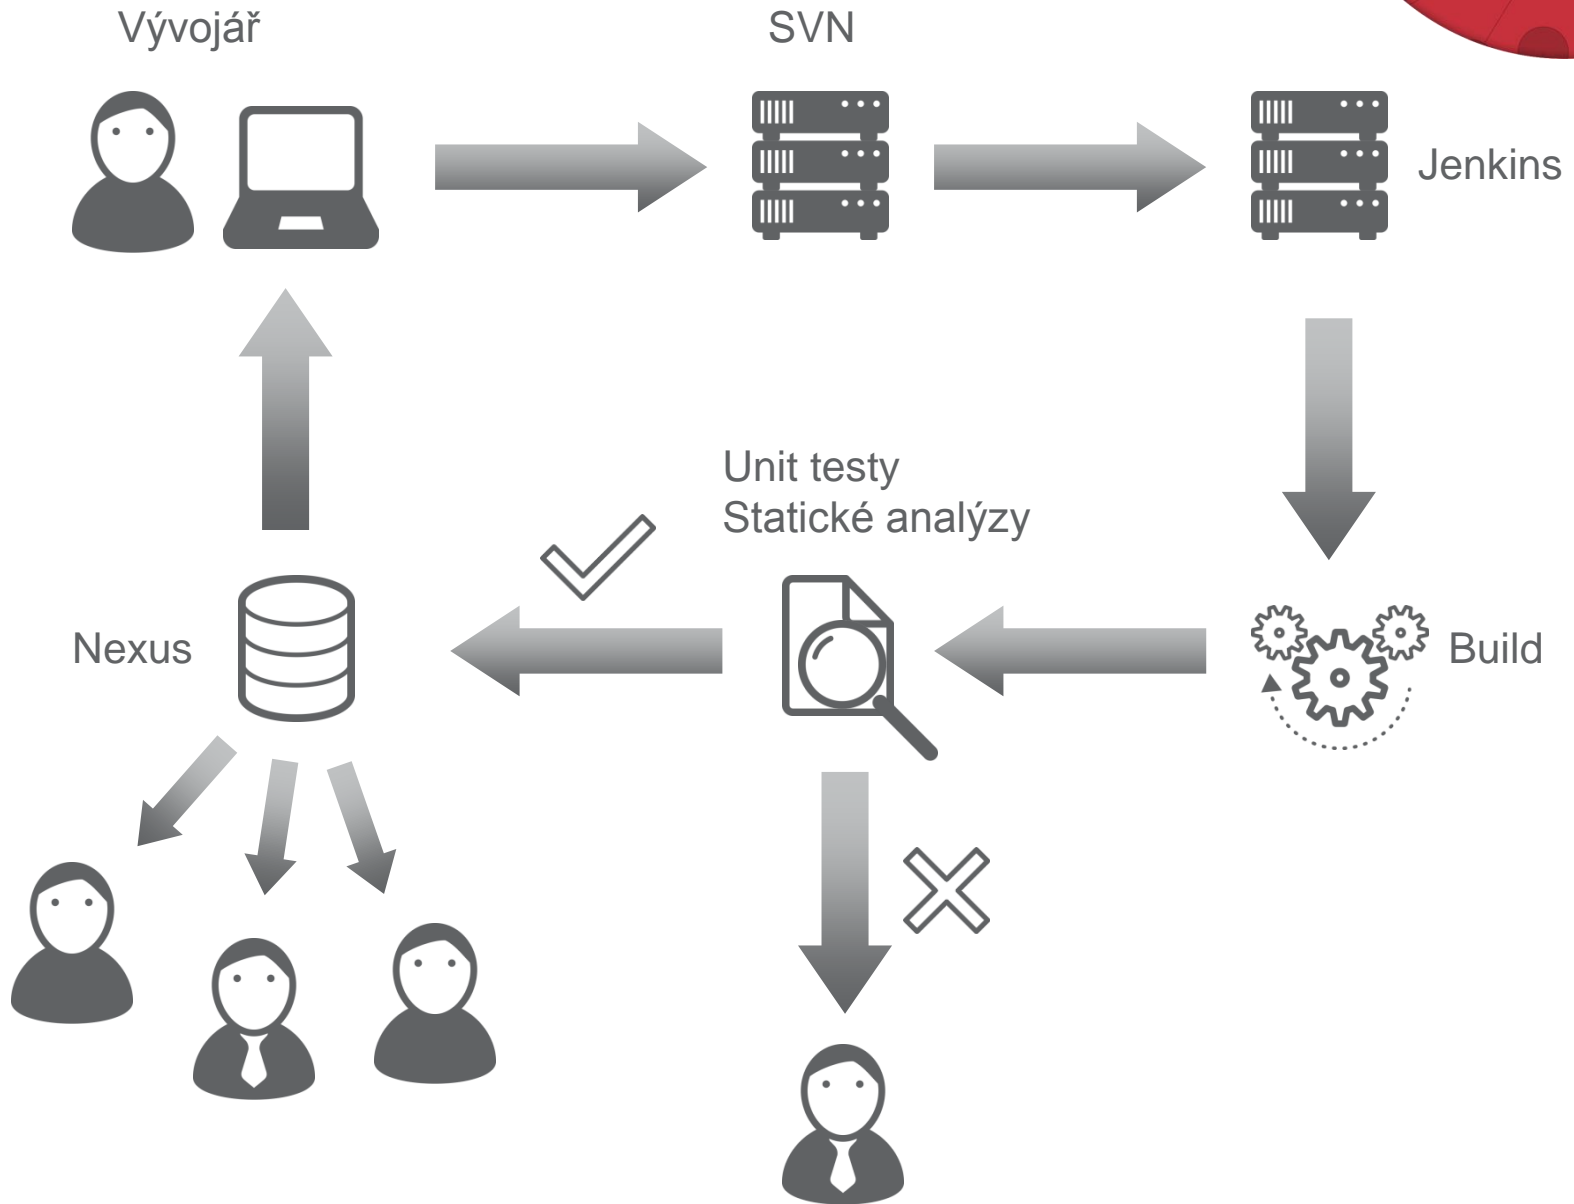 Vývojář
SVN
Jenkins
Unit testy
Statické analýzy
Nexus
Build